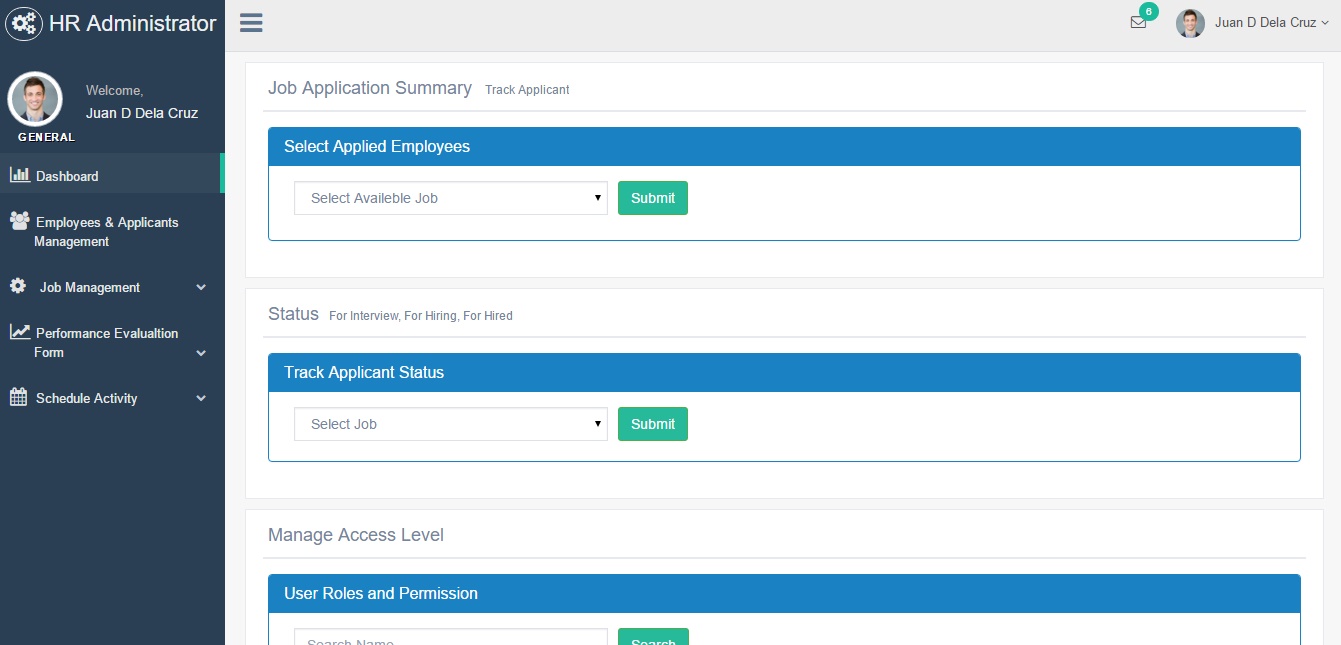 HR Administrator
6
Juan D Dela Cruz
Welcome,
Juan D Dela Cruz
GENERAL
Dashboard
Employees & Applicants
Management
Job Management
Performance Evalualtion
Form
Schedule Activity
Job Application Summary Track Applicant
Select Applied Employees
Select Availeble Job
Submit
Status For Interview, For Hiring, For Hired
Track Applicant Status
Select Job
Submit
Manage Access Level
User Roles and Permission
Search Name
Search